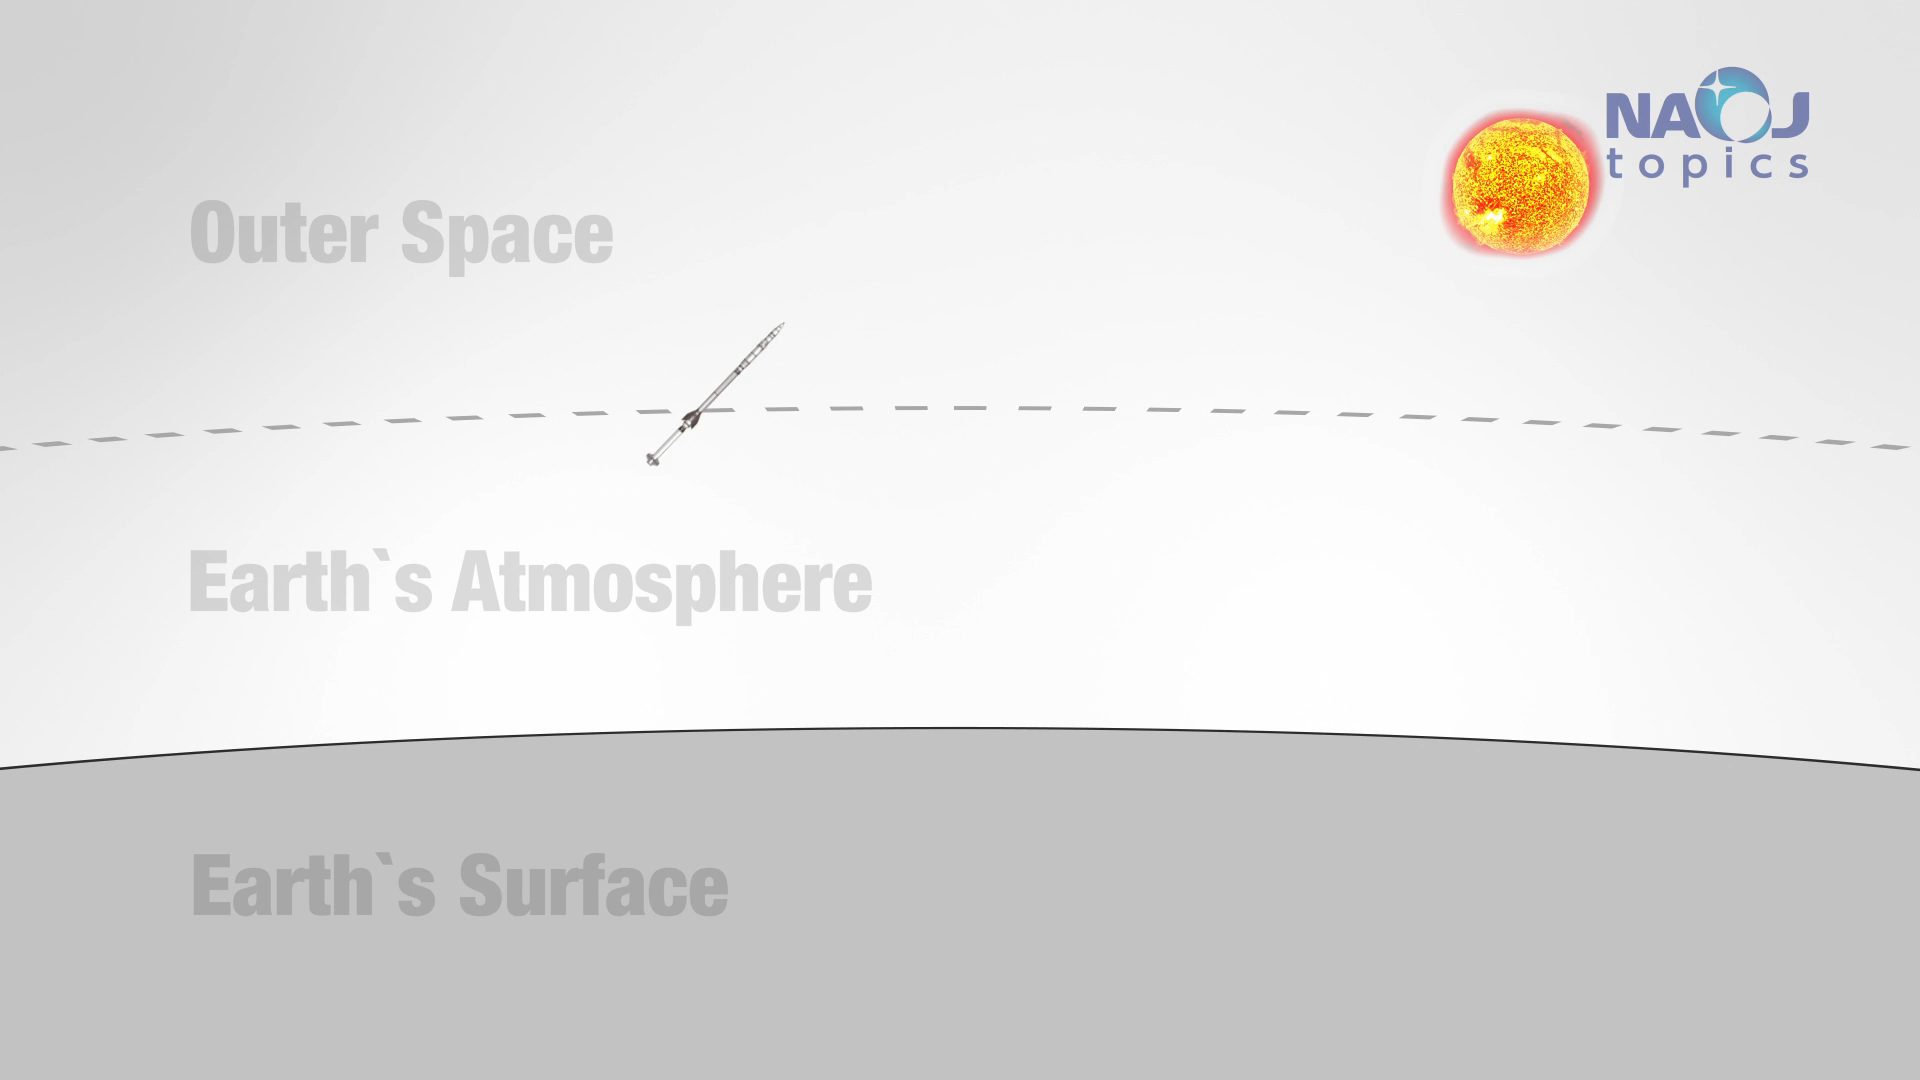 NAOJ
topics
Outer Space
Earth`s Atmosphere
Earth`s Surface